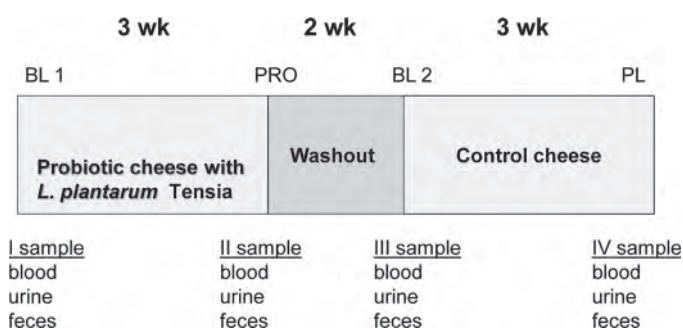 3 wk 2 wk 3 wk
BL 1 PRO BL 2 PL
Probiotic cheese with
L. plantarum Tensia
Washout
Control cheese
I sample II sample III sample IV sample
blood blood blood blood
urine urine urine urine
feces feces feces feces